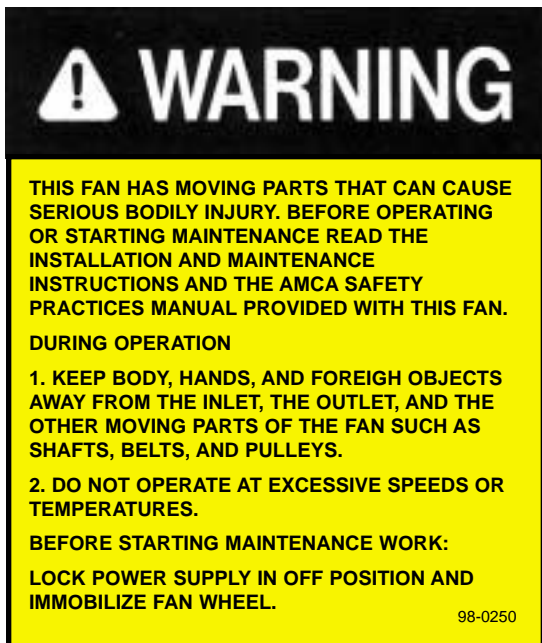 WARNING
THIS FAN HAS MOVING PARTS THAT CAN CAUSE
SERIOUS BODILY INJURY. BEFORE OPERATING
OR STARTING MAINTENANCE READ THE
INSTALLATION AND MAINTENANCE
INSTRUCTIONS AND THE AMCA SAFETY
PRACTICES MANUAL PROVIDED WITH THIS FAN.
DURING OPERATION
1. KEEP BODY, HANDS, AND FOREIGH OBJECTS
AWAY FROM THE INLET, THE OUTLET, AND THE
OTHER MOVING PARTS OF THE FAN SUCH AS
SHAFTS, BELTS, AND PULLEYS.
2. DO NOT OPERATE AT EXCESSIVE SPEEDS OR
TEMPERATURES.
BEFORE STARTING MAINTENANCE WORK:
LOCK POWER SUPPLY IN OFF POSITION AND
IMMOBILIZE FAN WHEEL.
98-0250